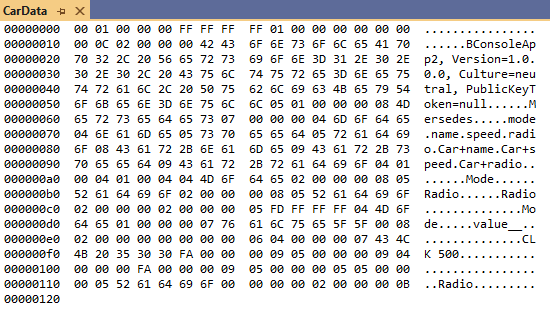 CarData
00000000 00 01 00 00 00 FF FF FF FF 01 00 00 00 00 00 00 ................
00000010 00 0C 02 00 00 00 42 43 6F 6E 73 6F 6C 65 41 70 ......BConsoleAp
00000020 70 32 2C 20 56 65 72 73 69 6F 6E 3D 31 2E 30 2E p2, Version=1.0.
00000030 30 2E 30 2C 20 43 75 6C 74 75 72 65 3D 6E 65 75 0.0, Culture=neu
00000040 74 72 61 6C 2C 20 50 75 62 6C 69 63 4B 65 79 54 tral, PublicKeyT
00000050 6F 6B 65 6E 3D 6E 75 6C 6C 05 01 00 00 00 08 4D oken=null......M
00000060 65 72 73 65 64 65 73 07 00 00 00 04 6D 6F 64 65 ersedes.....mode
00000070 04 6E 61 6D 65 05 73 70 65 65 64 05 72 61 64 69 .name.speed.radi
00000080 6F 08 43 61 72 2B 6E 61 6D 65 09 43 61 72 2B 73 o.Car+name.Car+s
00000090 70 65 65 64 09 43 61 72 2B 72 61 64 69 6F 04 01 peed.Car+radio..
000000a0 00 04 01 00 04 04 4D 6F 64 65 02 00 00 00 08 05 ......Mode......
000000b0 52 61 64 69 6F 02 00 00 00 08 05 52 61 64 69 6F Radio......Radio
000000c0 02 00 00 00 02 00 00 00 05 FD FF FF FF 04 4D 6F ..............Mo
000000d0 64 65 01 00 00 00 07 76 61 6C 75 65 5F 5F 00 08 de.....value__..
000000e0 02 00 00 00 00 00 00 00 06 04 00 00 00 07 43 4C ..............CL
000000f0 4B 20 35 30 30 FA 00 00 00 09 05 00 00 00 09 04 K 500...........
00000100 00 00 00 FA 00 00 00 09 05 00 00 00 05 05 00 00 ................
00000110 00 05 52 61 64 69 6F 00 00 00 00 02 00 00 00 0B ..Radio.........
00000120